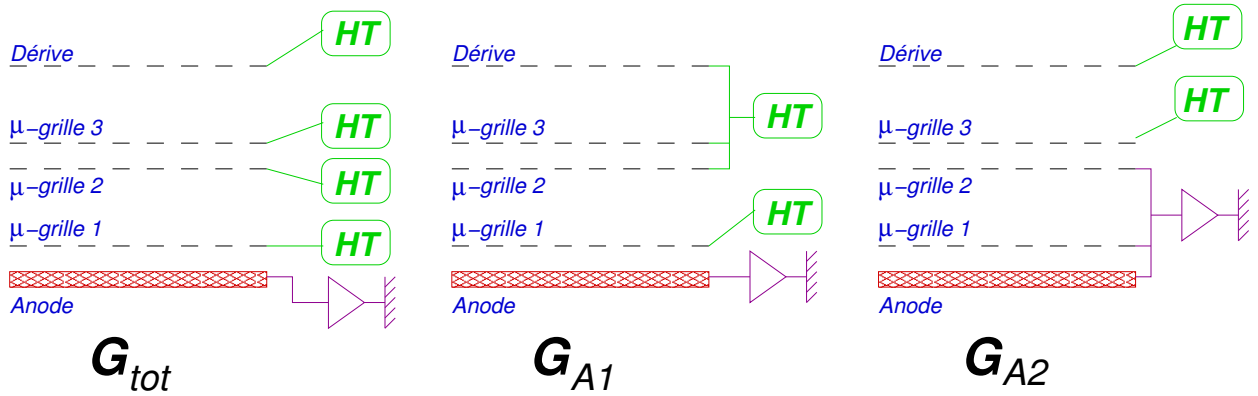 HT
Dérive
HT
μ-grille 3
HT
μ-grille 2
μ-grille 1
HT
Anode
G_tot
Dérive
HT
μ-grille 3
μ-grille 2
HT
μ-grille 1
Anode
G_A1
HT
Dérive
HT
μ-grille 3
μ-grille 2
μ-grille 1
Anode
G_A2